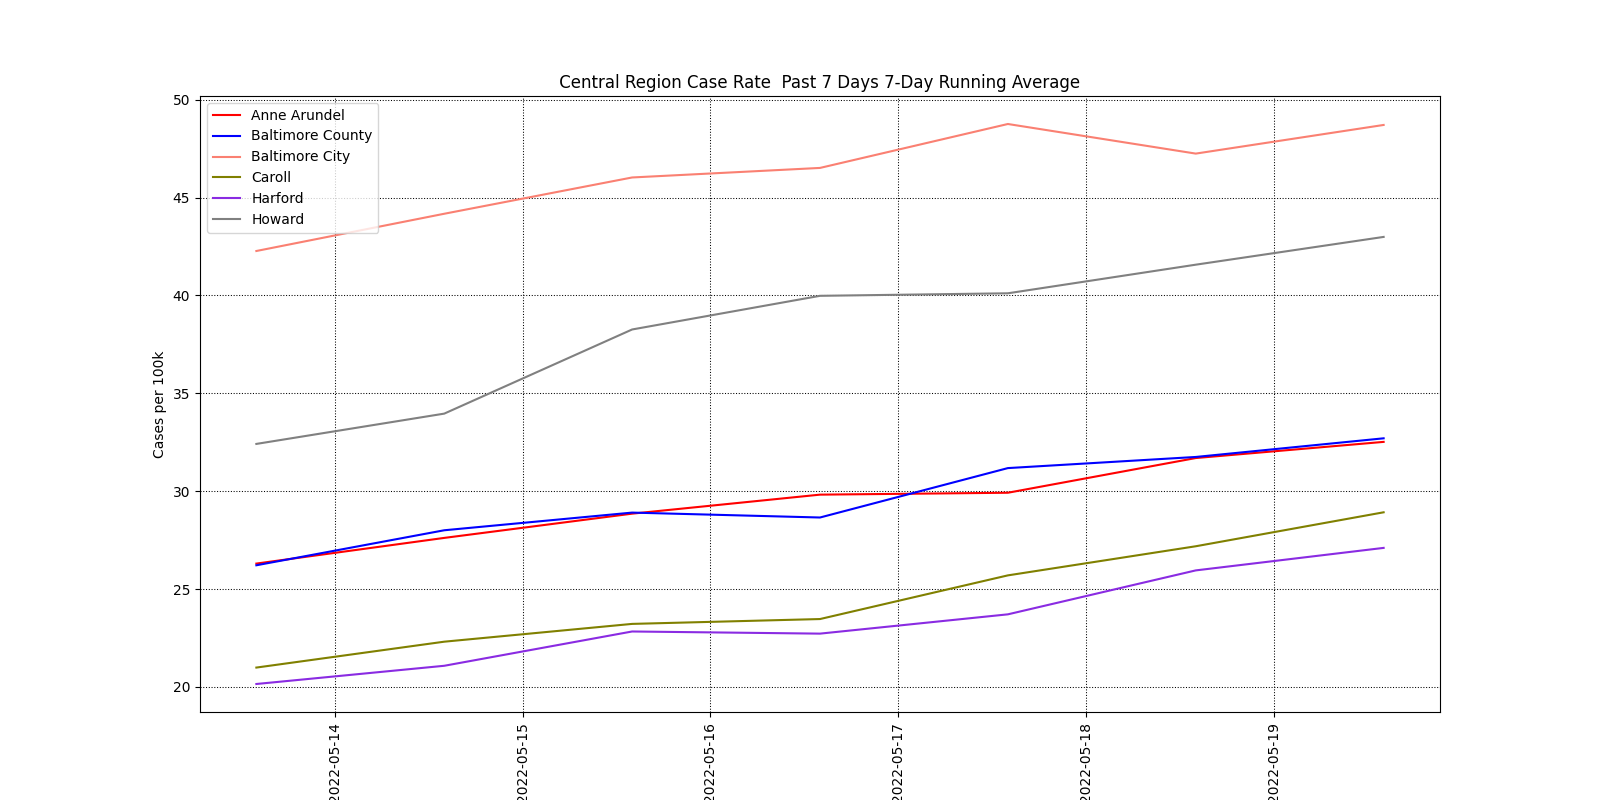 Central Region Case Rate  Past 7 Days 7-Day Running Average
50
45
40
35
30
25
20
Cases per 100k
Anne Arundel
Baltimore County
Baltimore City
Caroll
Harford
Howard
2022-05-14
2022-05-15
2022-05-16
2022-05-17
2022-05-18
2022-05-19